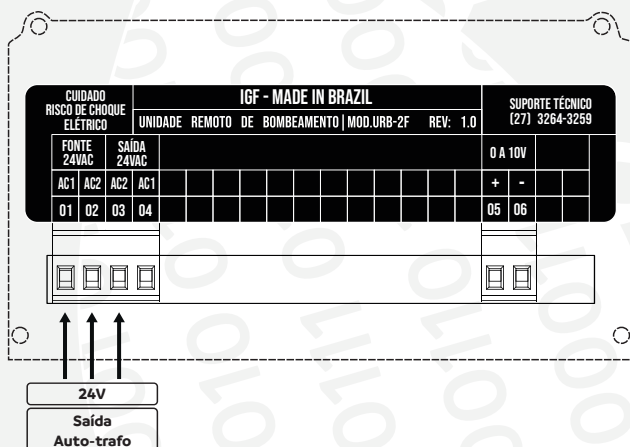 CUIDADO
RISCO DE CHOQUE
ELÉTRICO
IGF - MADE IN BRAZIL
UNIDADE REMOTO DE BOMBEAMENTO | MOD.URB-2F REV: 1.0
SUPORTE TÉCNICO
(27) 3264-3259
FONTE
24VAC
SAÍDA
24VAC
0 A 10V
AC1 AC2 AC2 AC1 + -
01 02 03 04 05 06
24V
Saída
Auto-trafo